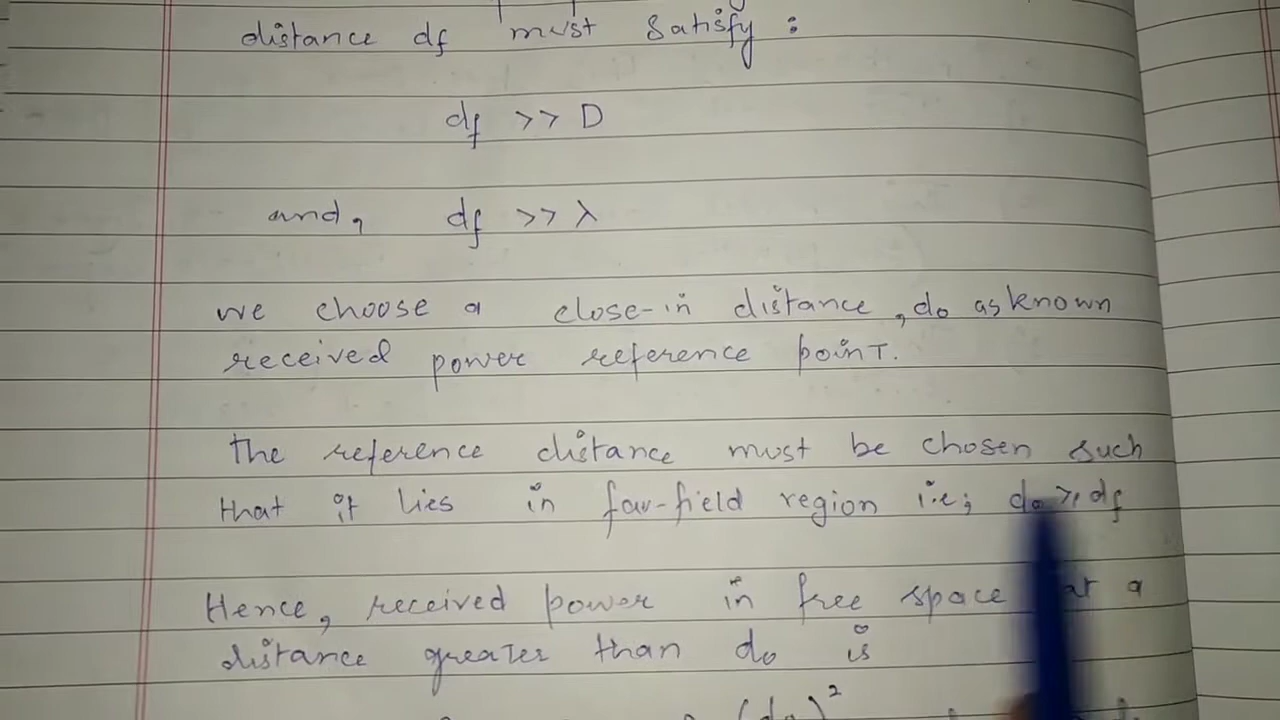 distance df must satisfy :
df >> D
and, df >> λ
we choose a close-in distance, do as known
received power reference point.
The reference distance must be chosen such
that it lies in far-field region i.e; do ≥ df
Hence, received power in free space at a
distance greater than do is
(do)²